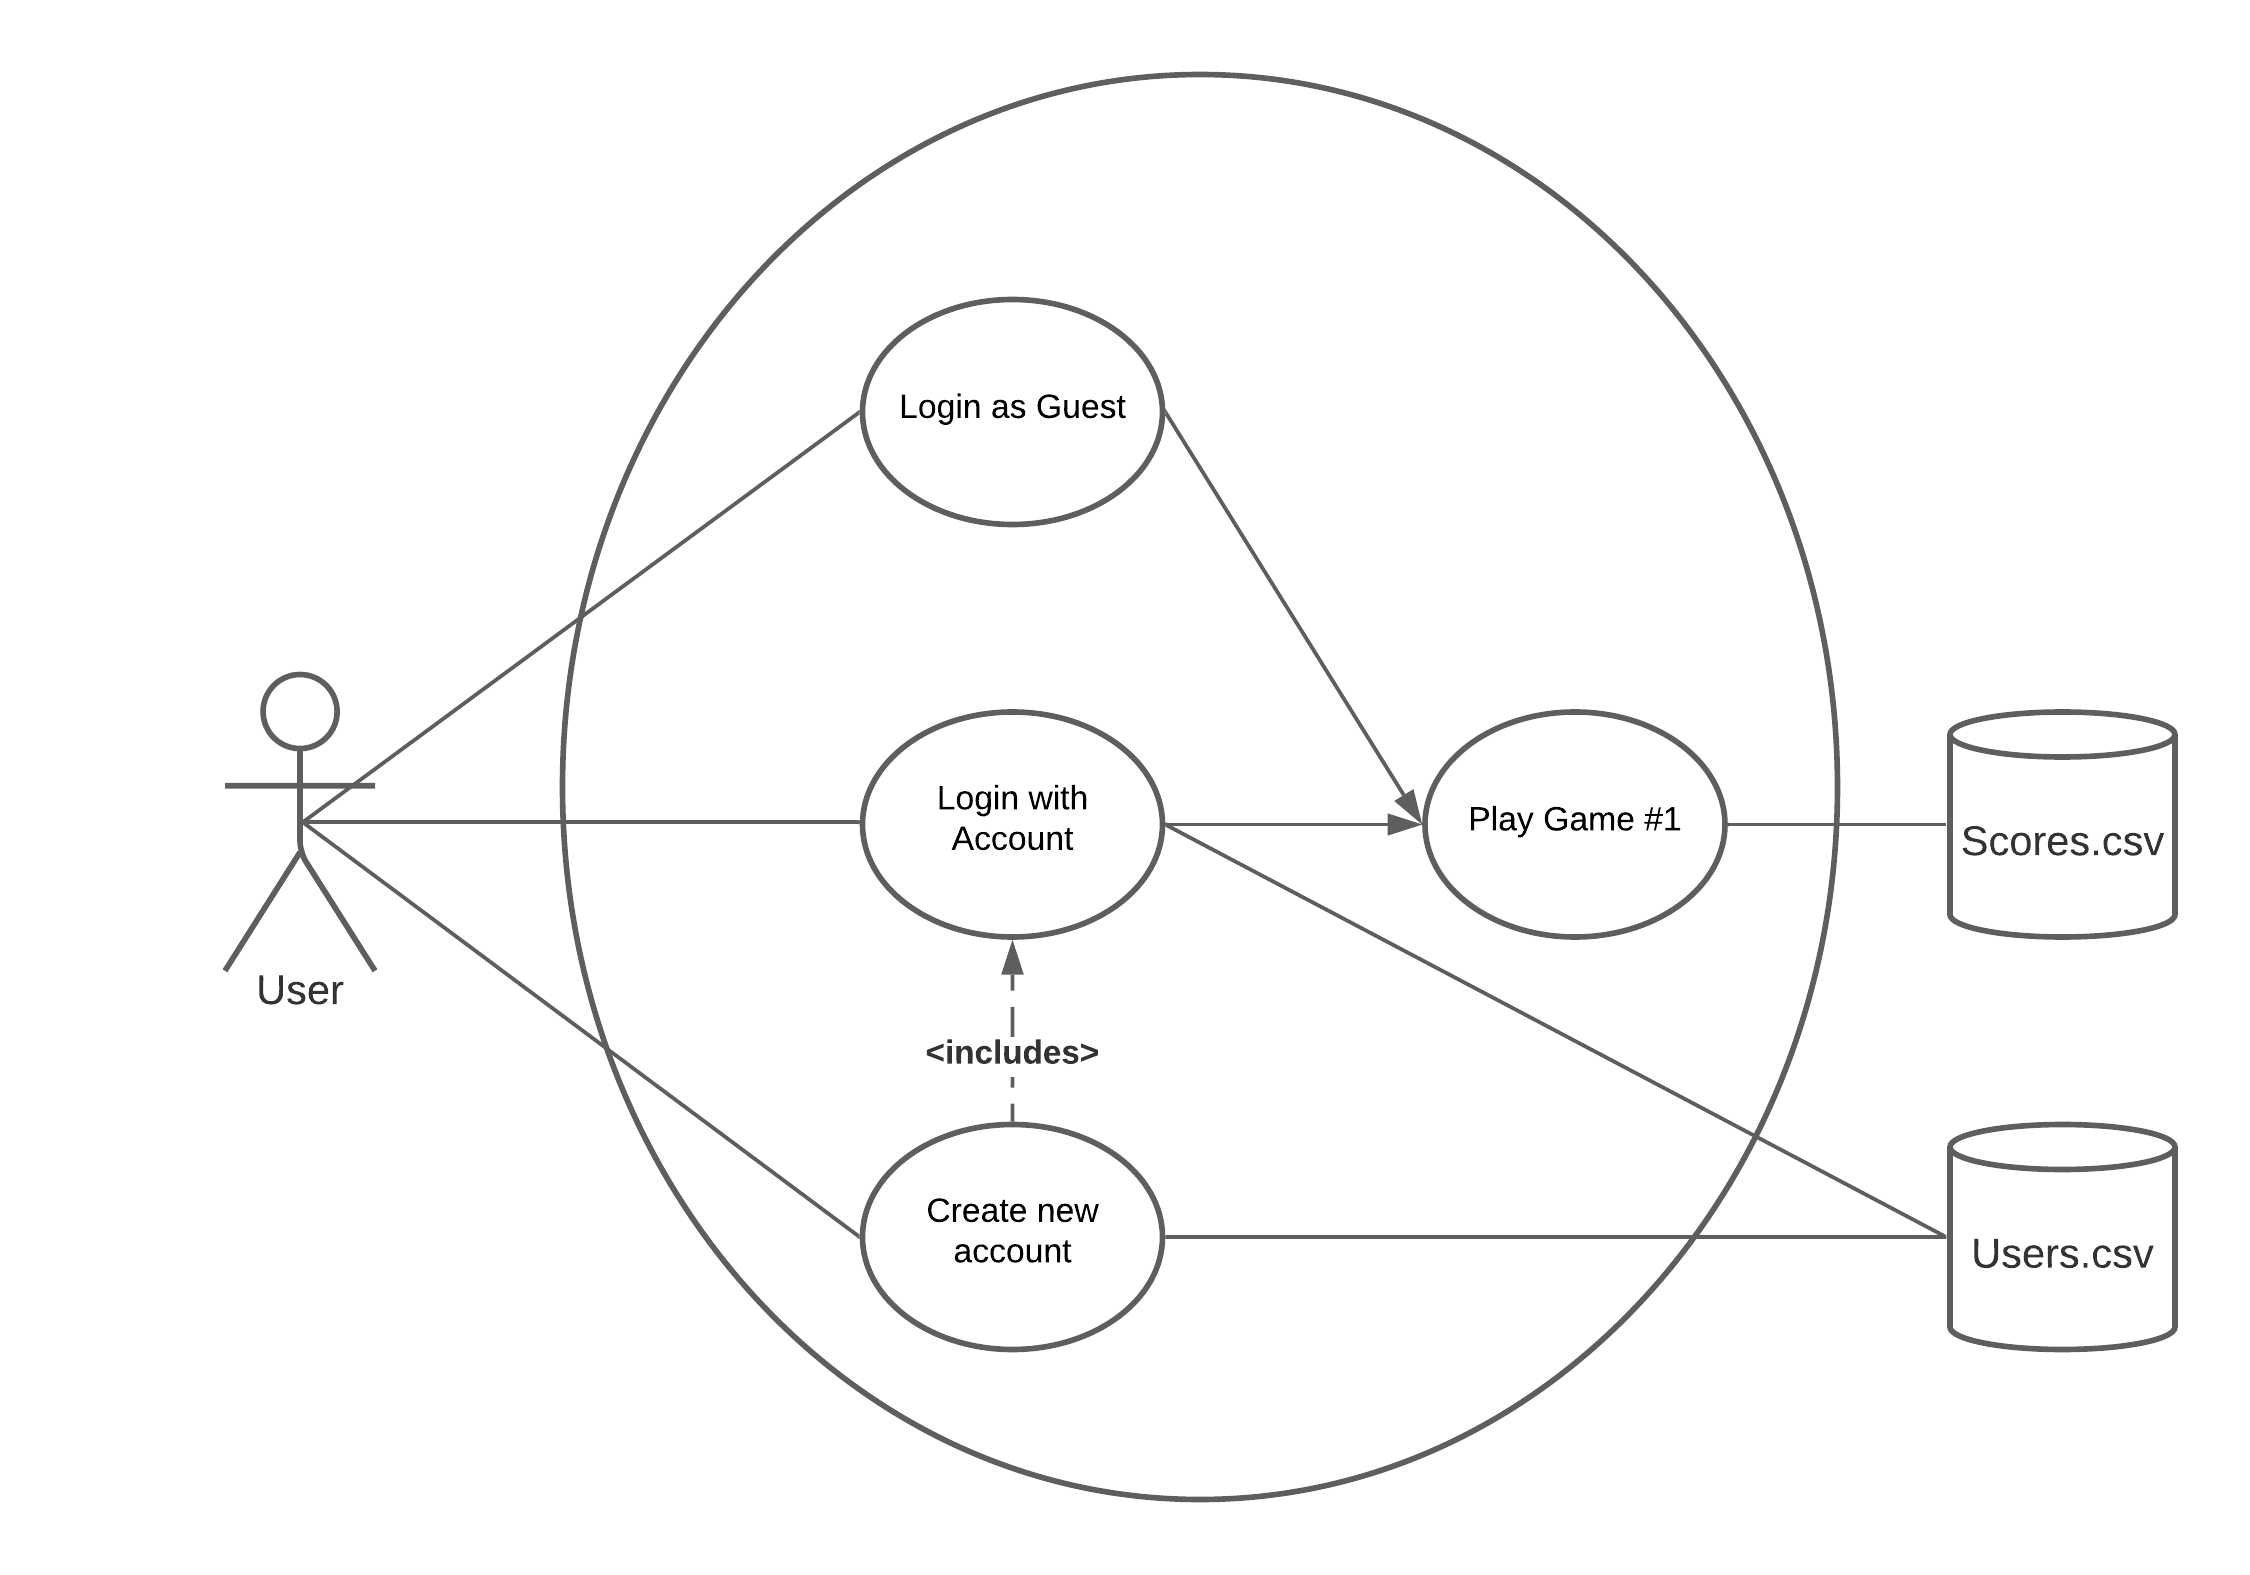 Login as Guest
Login with
Account
Play Game #1
Scores.csv
User
<includes>
Create new
account
Users.csv